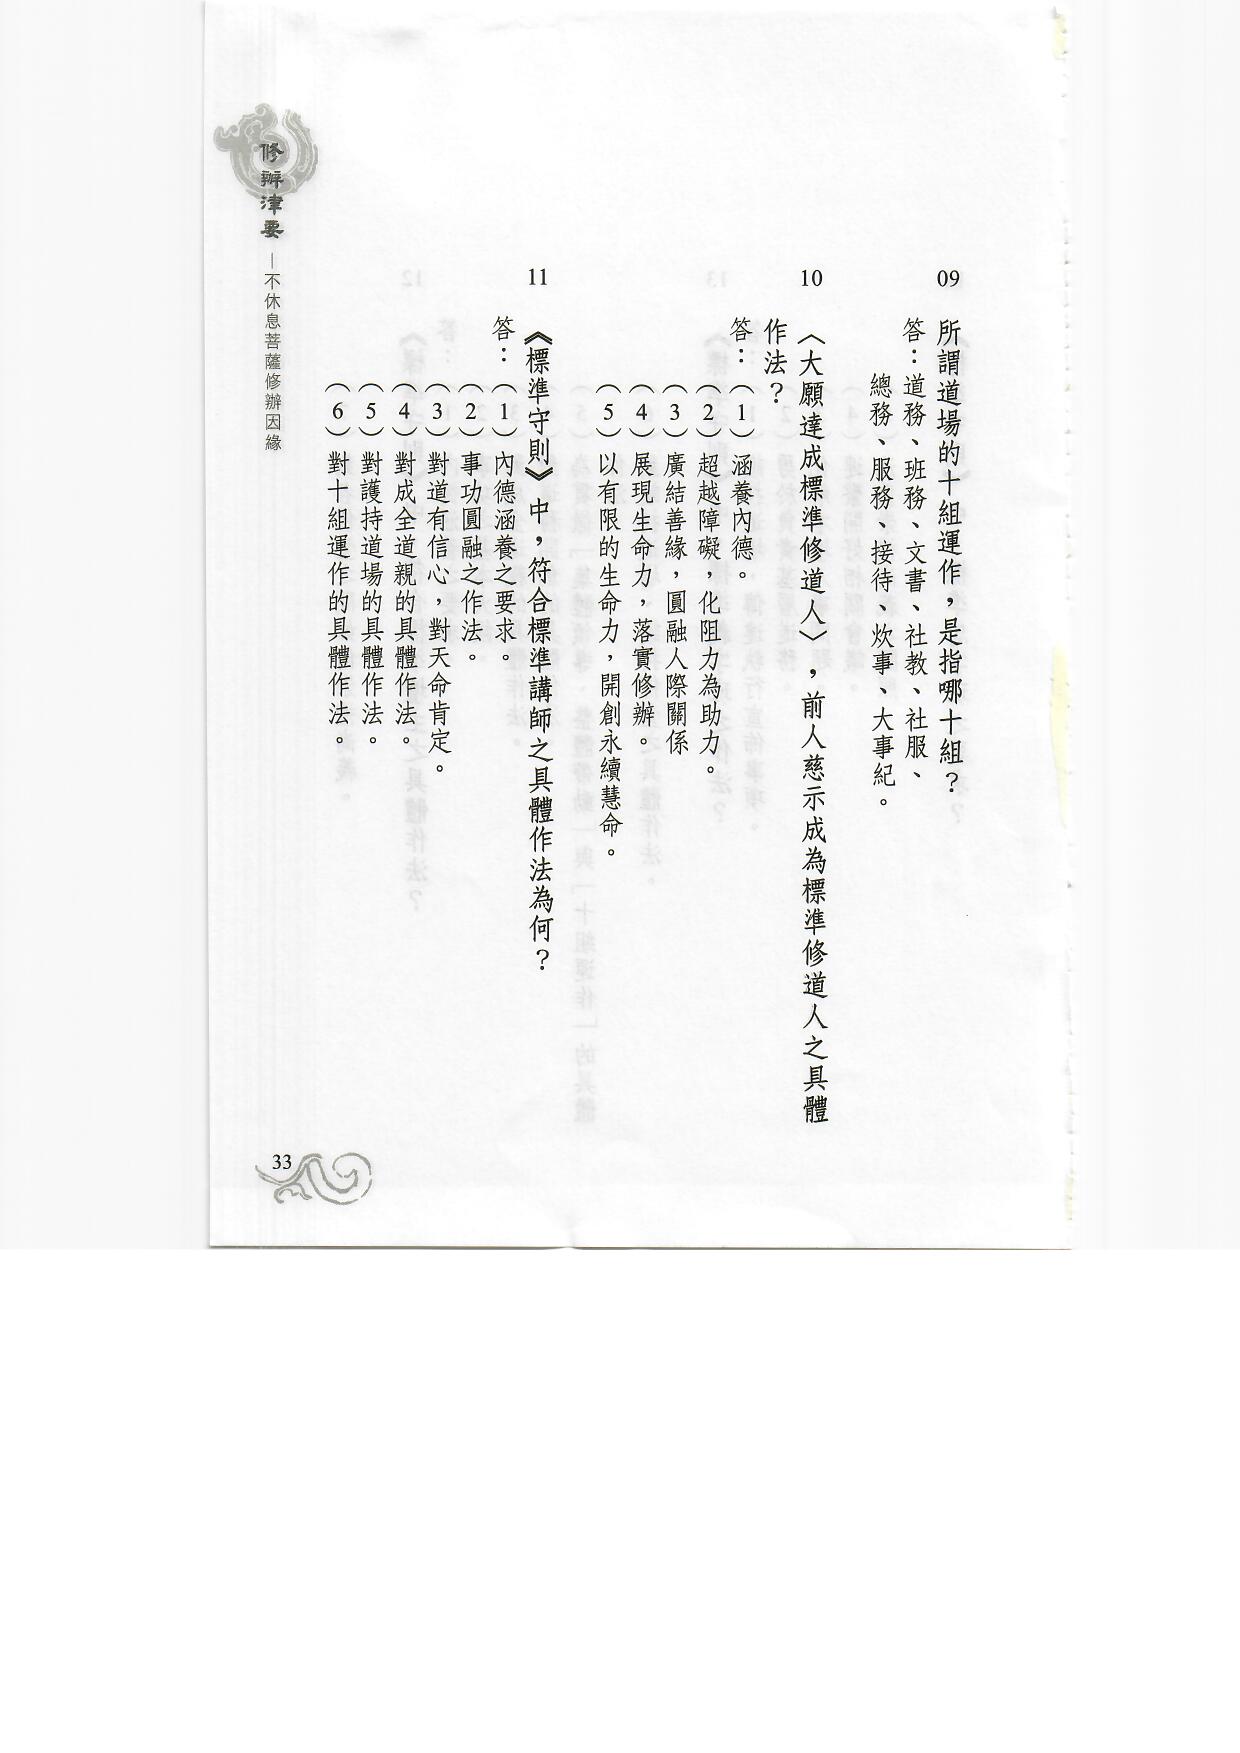 09
所謂道場的十組運作，是指哪十組？
答：道務、班務、文書、社教、社服、
總務、服務、接待、炊事、大事紀。
10
〈大願達成標準修道人〉，前人慈示成為標準修道人之具體
作法？
答：（1）涵養內德。
（2）超越障礙，化阻力為助力。
（3）廣結善緣，圓融人際關係
（4）展現生命力，落實修辦。
（5）以有限的生命力，開創永續慧命。
11
《標準守則》中，符合標準講師之具體作法為何？
答：（1）內德涵養之要求。
（2）事功圓融之作法。
（3）對道有信心，對天命肯定。
（4）對成全道親的具體作法。
（5）對護持道場的具體作法。
（6）對十組運作的具體作法。
修辦津要－不休息菩薩修辦因緣
33